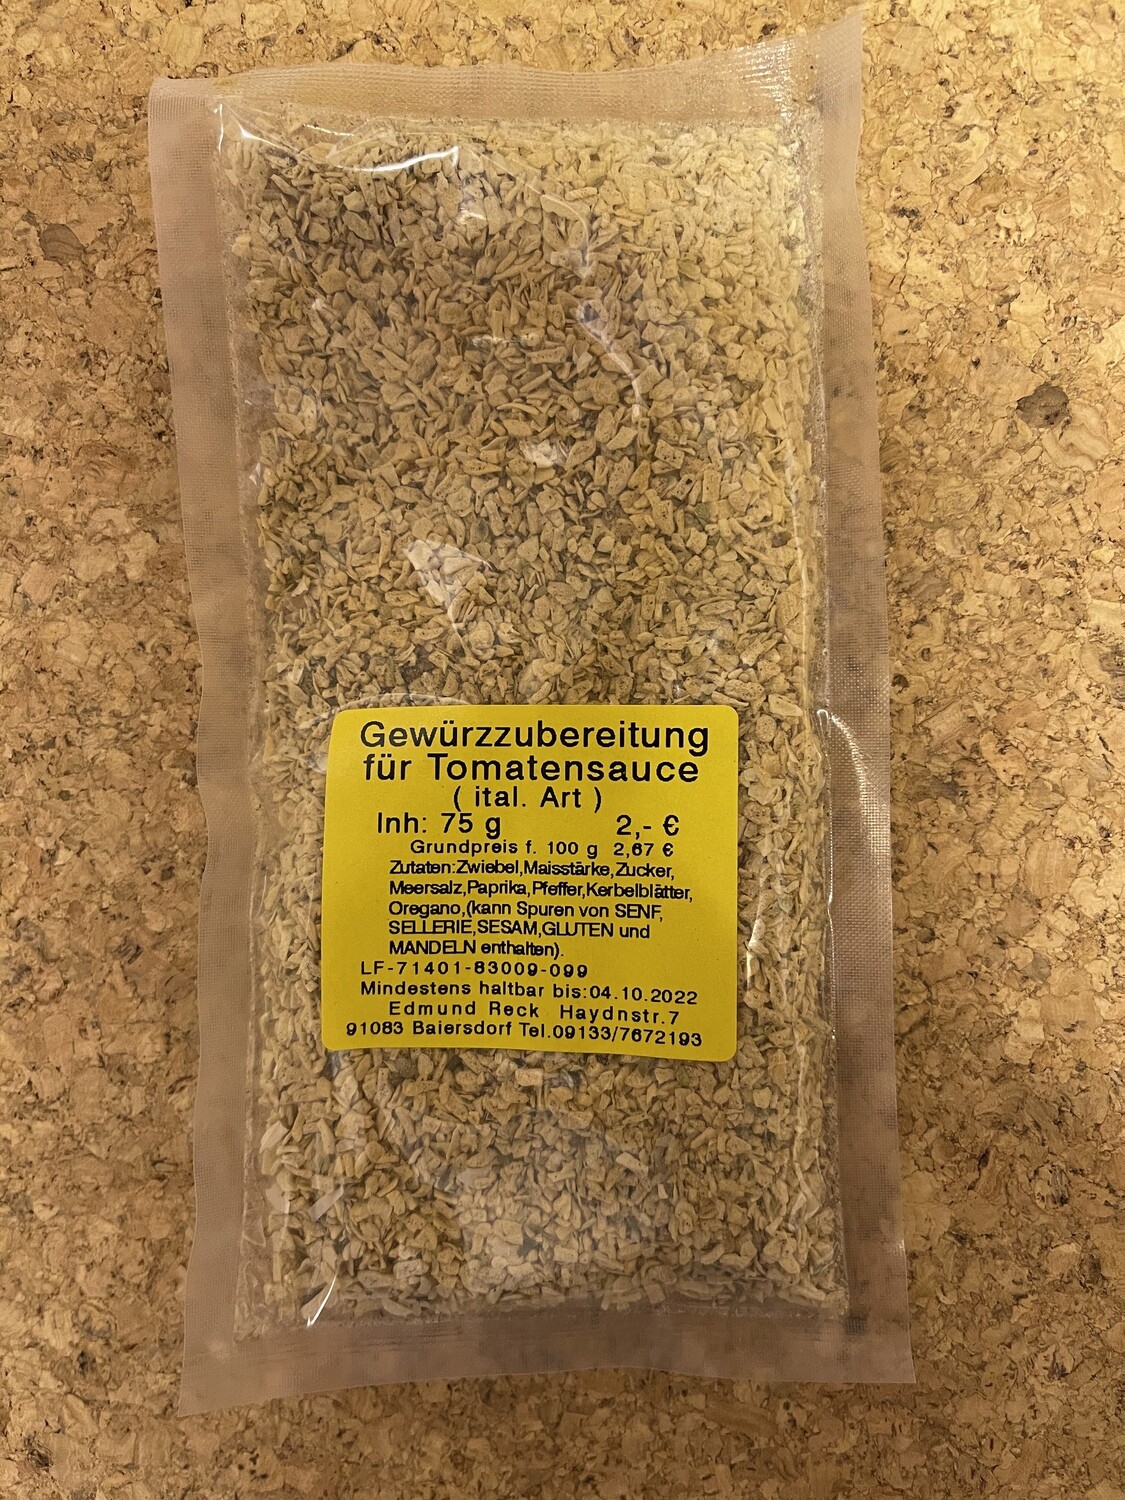 Gewürzzubereitung
für Tomatensauce
( ital. Art )
Inh: 75 g 2,- €
Grundpreis f. 100 g 2,67 €
Zutaten:Zwiebel,Maisstärke,Zucker,
Meersalz,Paprika,Pfeffer,Kerbelblätter,
Oregano,(kann Spuren von SENF,
SELLERIE,SESAM,GLUTEN und
MANDELN enthalten).
LF-71401-83009-099
Mindestens haltbar bis:04.10.2022
Edmund Reck Haydnstr.7
91083 Baiersdorf Tel.09133/7672193